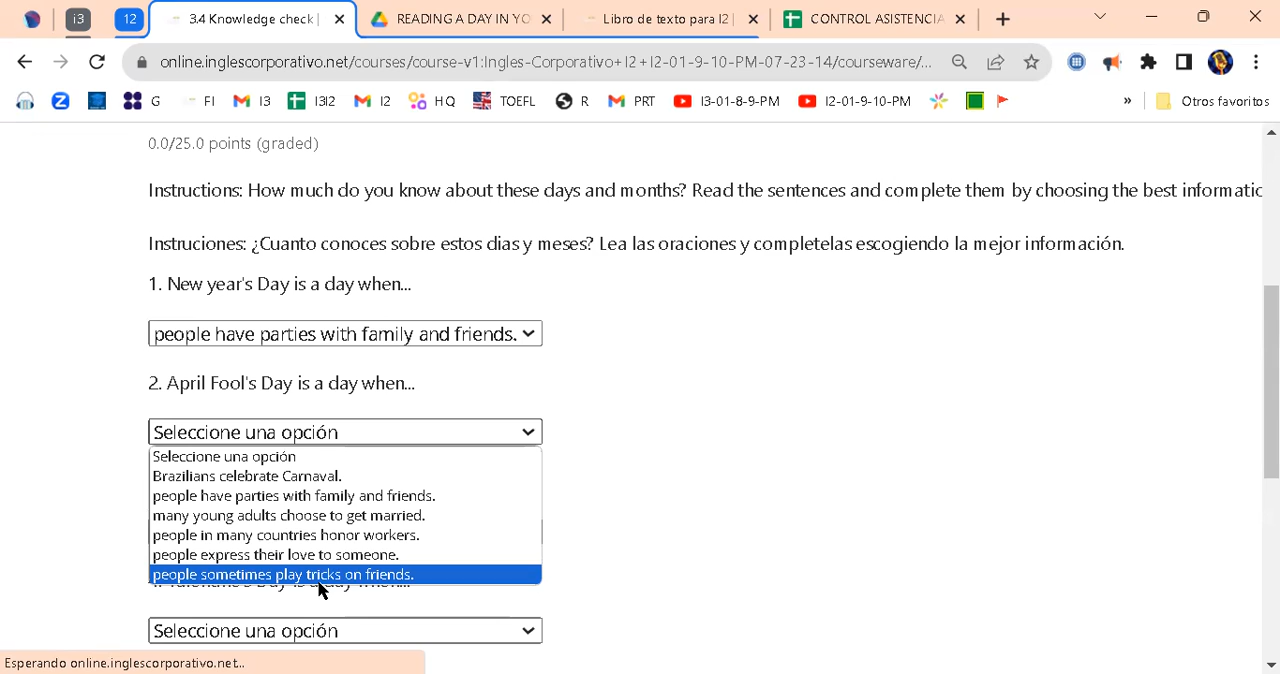 i3
12
3.4 Knowledge check |
READING A DAY IN YO
Libro de texto para I2 |
CONTROL ASISTENCIA
online.inglescorporativo.net/courses/course-v1:Ingles-Corporativo+I2+I2-01-9-10-PM-07-23-14/courseware/...
G
FI
I3
I3I2
I2
HQ
TOEFL
R
PRT
I3-01-8-9-PM
I2-01-9-10-PM
»
Otros favoritos
0.0/25.0 points (graded)
Instructions: How much do you know about these days and months? Read the sentences and complete them by choosing the best informatic
Instruciones: ¿Cuanto conoces sobre estos dias y meses? Lea las oraciones y completelas escogiendo la mejor información.
1. New year's Day is a day when...
people have parties with family and friends.
2. April Fool's Day is a day when...
Seleccione una opción
Seleccione una opción
Brazilians celebrate Carnaval.
people have parties with family and friends.
many young adults choose to get married.
people in many countries honor workers.
people express their love to someone.
people sometimes play tricks on friends.
Seleccione una opción
Esperando online.inglescorporativo.net...